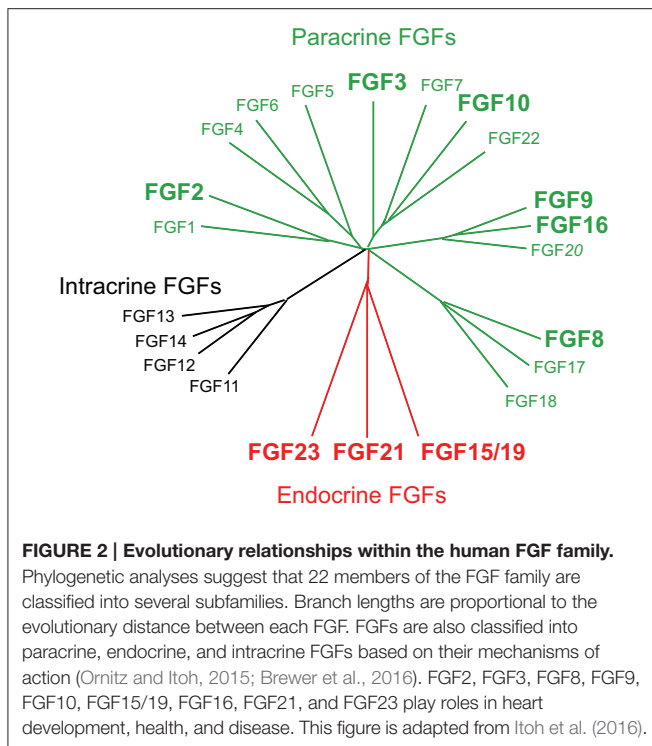 Paracrine FGFs
FGF3
FGF7
FGF5
FGF10
FGF6
FGF4
FGF22
FGF2
FGF9
FGF1
FGF16
FGF20
Intracrine FGFs
FGF13
FGF14
FGF12
FGF11
FGF8
FGF17
FGF18
FGF23 FGF21 FGF15/19
Endocrine FGFs
FIGURE 2 | Evolutionary relationships within the human FGF family.
Phylogenetic analyses suggest that 22 members of the FGF family are
classified into several subfamilies. Branch lengths are proportional to the
evolutionary distance between each FGF. FGFs are also classified into
paracrine, endocrine, and intracrine FGFs based on their mechanisms of
action (Ornitz and Itoh, 2015; Brewer et al., 2016). FGF2, FGF3, FGF8, FGF9,
FGF10, FGF15/19, FGF16, FGF21, and FGF23 play roles in heart
development, health, and disease. This figure is adapted from Itoh et al. (2016).